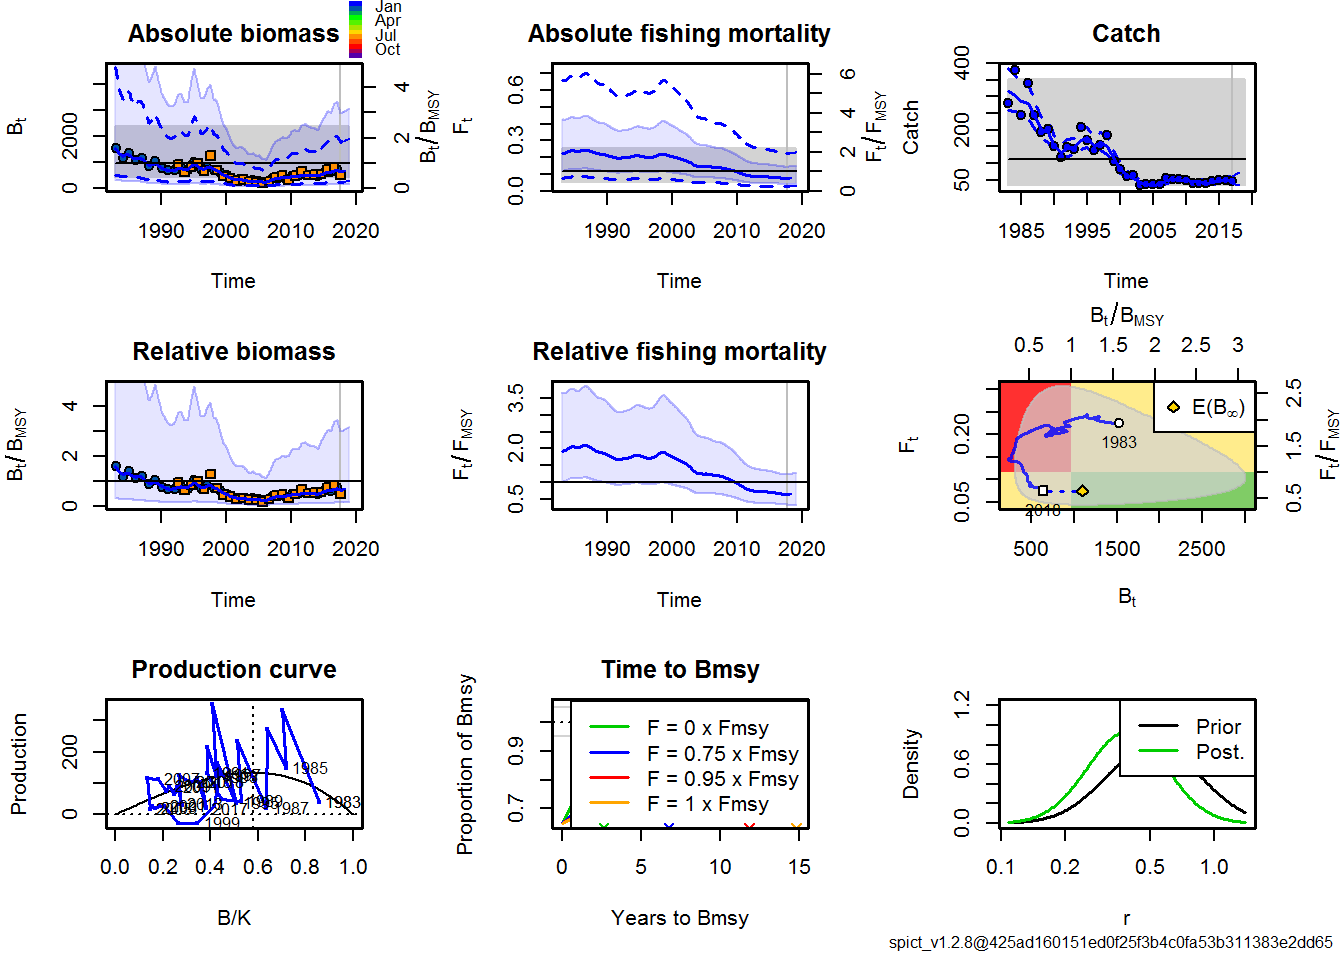 Absolute biomass
Jan
Apr
Jul
Oct
Bt
0 2000
0 2 4
Bt/BMSY
1990 2000 2010 2020
Time
Absolute fishing mortality
Ft
0.0 0.3 0.6
0 2 4 6
Ft/FMSY
1990 2000 2010 2020
Time
Catch
Catch
50 200 400
1985 1995 2005 2015
Time
Relative biomass
Bt/BMSY
0 2 4
1990 2000 2010 2020
Time
Relative fishing mortality
Ft/FMSY
0.5 2.0 3.5
1990 2000 2010 2020
Time
Bt/BMSY
0.5 1 1.5 2 2.5 3
Ft
0.05 0.20
0.5 1.5 2.5
Ft/FMSY
E(B∞)
1983
2018
500 1500 2500
Bt
Production curve
Production
0 200
1985
1983
1987
1999
2017
0.0 0.2 0.4 0.6 0.8 1.0
B/K
Time to Bmsy
Proportion of Bmsy
0.7 0.9
F = 0 x Fmsy
F = 0.75 x Fmsy
F = 0.95 x Fmsy
F = 1 x Fmsy
0 5 10 15
Years to Bmsy
Density
0.0 0.6 1.2
Prior
Post.
0.1 0.2 0.5 1.0
r
spict_v1.2.8@425ad160151ed0f25f3b4c0fa53b311383e2dd65